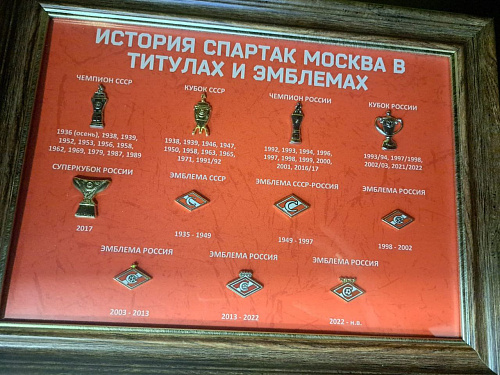 ИСТОРИЯ СПАРТАК МОСКВА В
ТИТУЛАХ И ЭМБЛЕМАХ
ЧЕМПИОН СССР
1936 (осень), 1938, 1939,
1952, 1953, 1956, 1958,
1962, 1969, 1979, 1987, 1989
КУБОК СССР
1938, 1939, 1946, 1947,
1950, 1958, 1963, 1965,
1971, 1991/92
ЧЕМПИОН РОССИИ
1992, 1993, 1994, 1996,
1997, 1998, 1999, 2000,
2001, 2016/17
КУБОК РОССИИ
1993/94, 1997/1998,
2002/03, 2021/2022
СУПЕРКУБОК РОССИИ
2017
ЭМБЛЕМА СССР
1935 - 1949
ЭМБЛЕМА СССР-РОССИЯ
1949 - 1997
ЭМБЛЕМА РОССИЯ
1998 - 2002
ЭМБЛЕМА РОССИЯ
2003 - 2013
ЭМБЛЕМА РОССИЯ
2013 - 2022
ЭМБЛЕМА РОССИЯ
2022 - н.в.